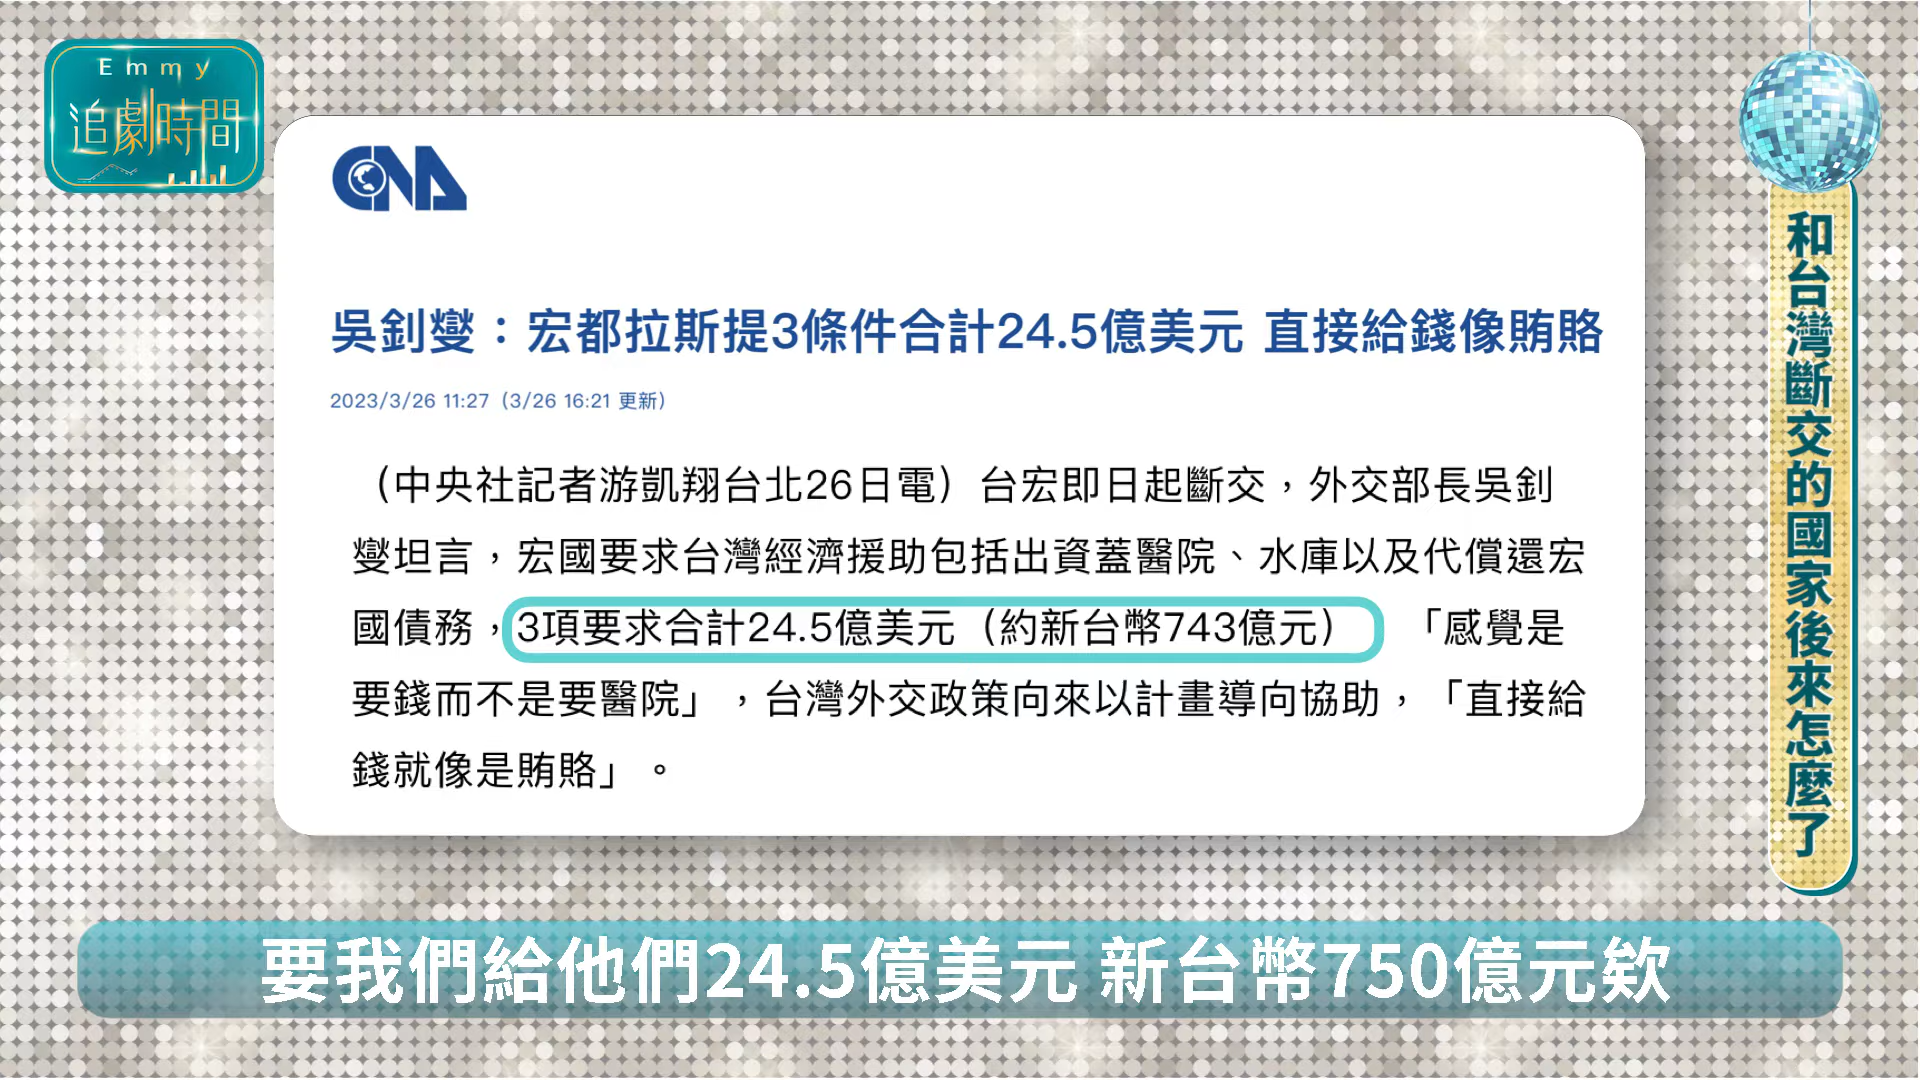 Emmy
追劇時間
CNA
吳釗燮：宏都拉斯提3條件合計24.5億美元 直接給錢像賄賂
2023/3/26 11:27（3/26 16:21 更新）
（中央社記者游凱翔台北26日電）台宏即日起斷交，外交部長吳釗
燮坦言，宏國要求台灣經濟援助包括出資蓋醫院、水庫以及代償還宏
國債務，3項要求合計24.5億美元（約新台幣743億元）「感覺是
要錢而不是要醫院」，台灣外交政策向來以計畫導向協助，「直接給
錢就像是賄賂」。
和台灣斷交的國家後來怎麼了
要我們給他們24.5億美元 新台幣750億元欸